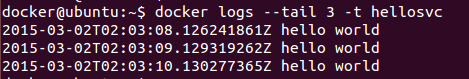 docker@ubuntu:~$ docker logs --tail 3 -t hellosvc
2015-03-02T02:03:08.126241861Z hello world
2015-03-02T02:03:09.129319262Z hello world
2015-03-02T02:03:10.130277365Z hello world